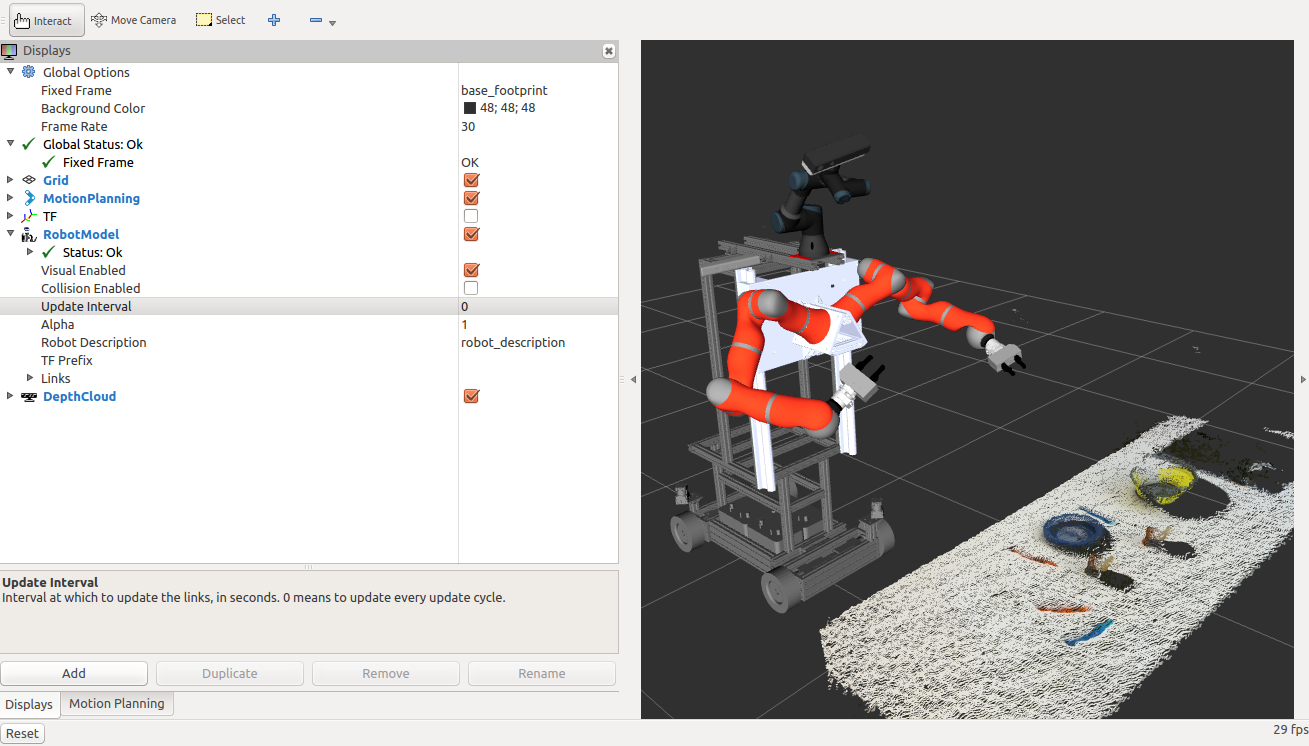 Interact Move Camera Select
Displays
Global Options
Fixed Frame base_footprint
Background Color 48; 48; 48
Frame Rate 30
Global Status: Ok
Fixed Frame OK
Grid
MotionPlanning
TF
RobotModel
Status: Ok
Visual Enabled
Collision Enabled
Update Interval 0
Alpha 1
Robot Description robot_description
TF Prefix
Links
DepthCloud
Update Interval
Interval at which to update the links, in seconds. 0 means to update every update cycle.
Add Duplicate Remove Rename
Displays Motion Planning
Reset 29 fps